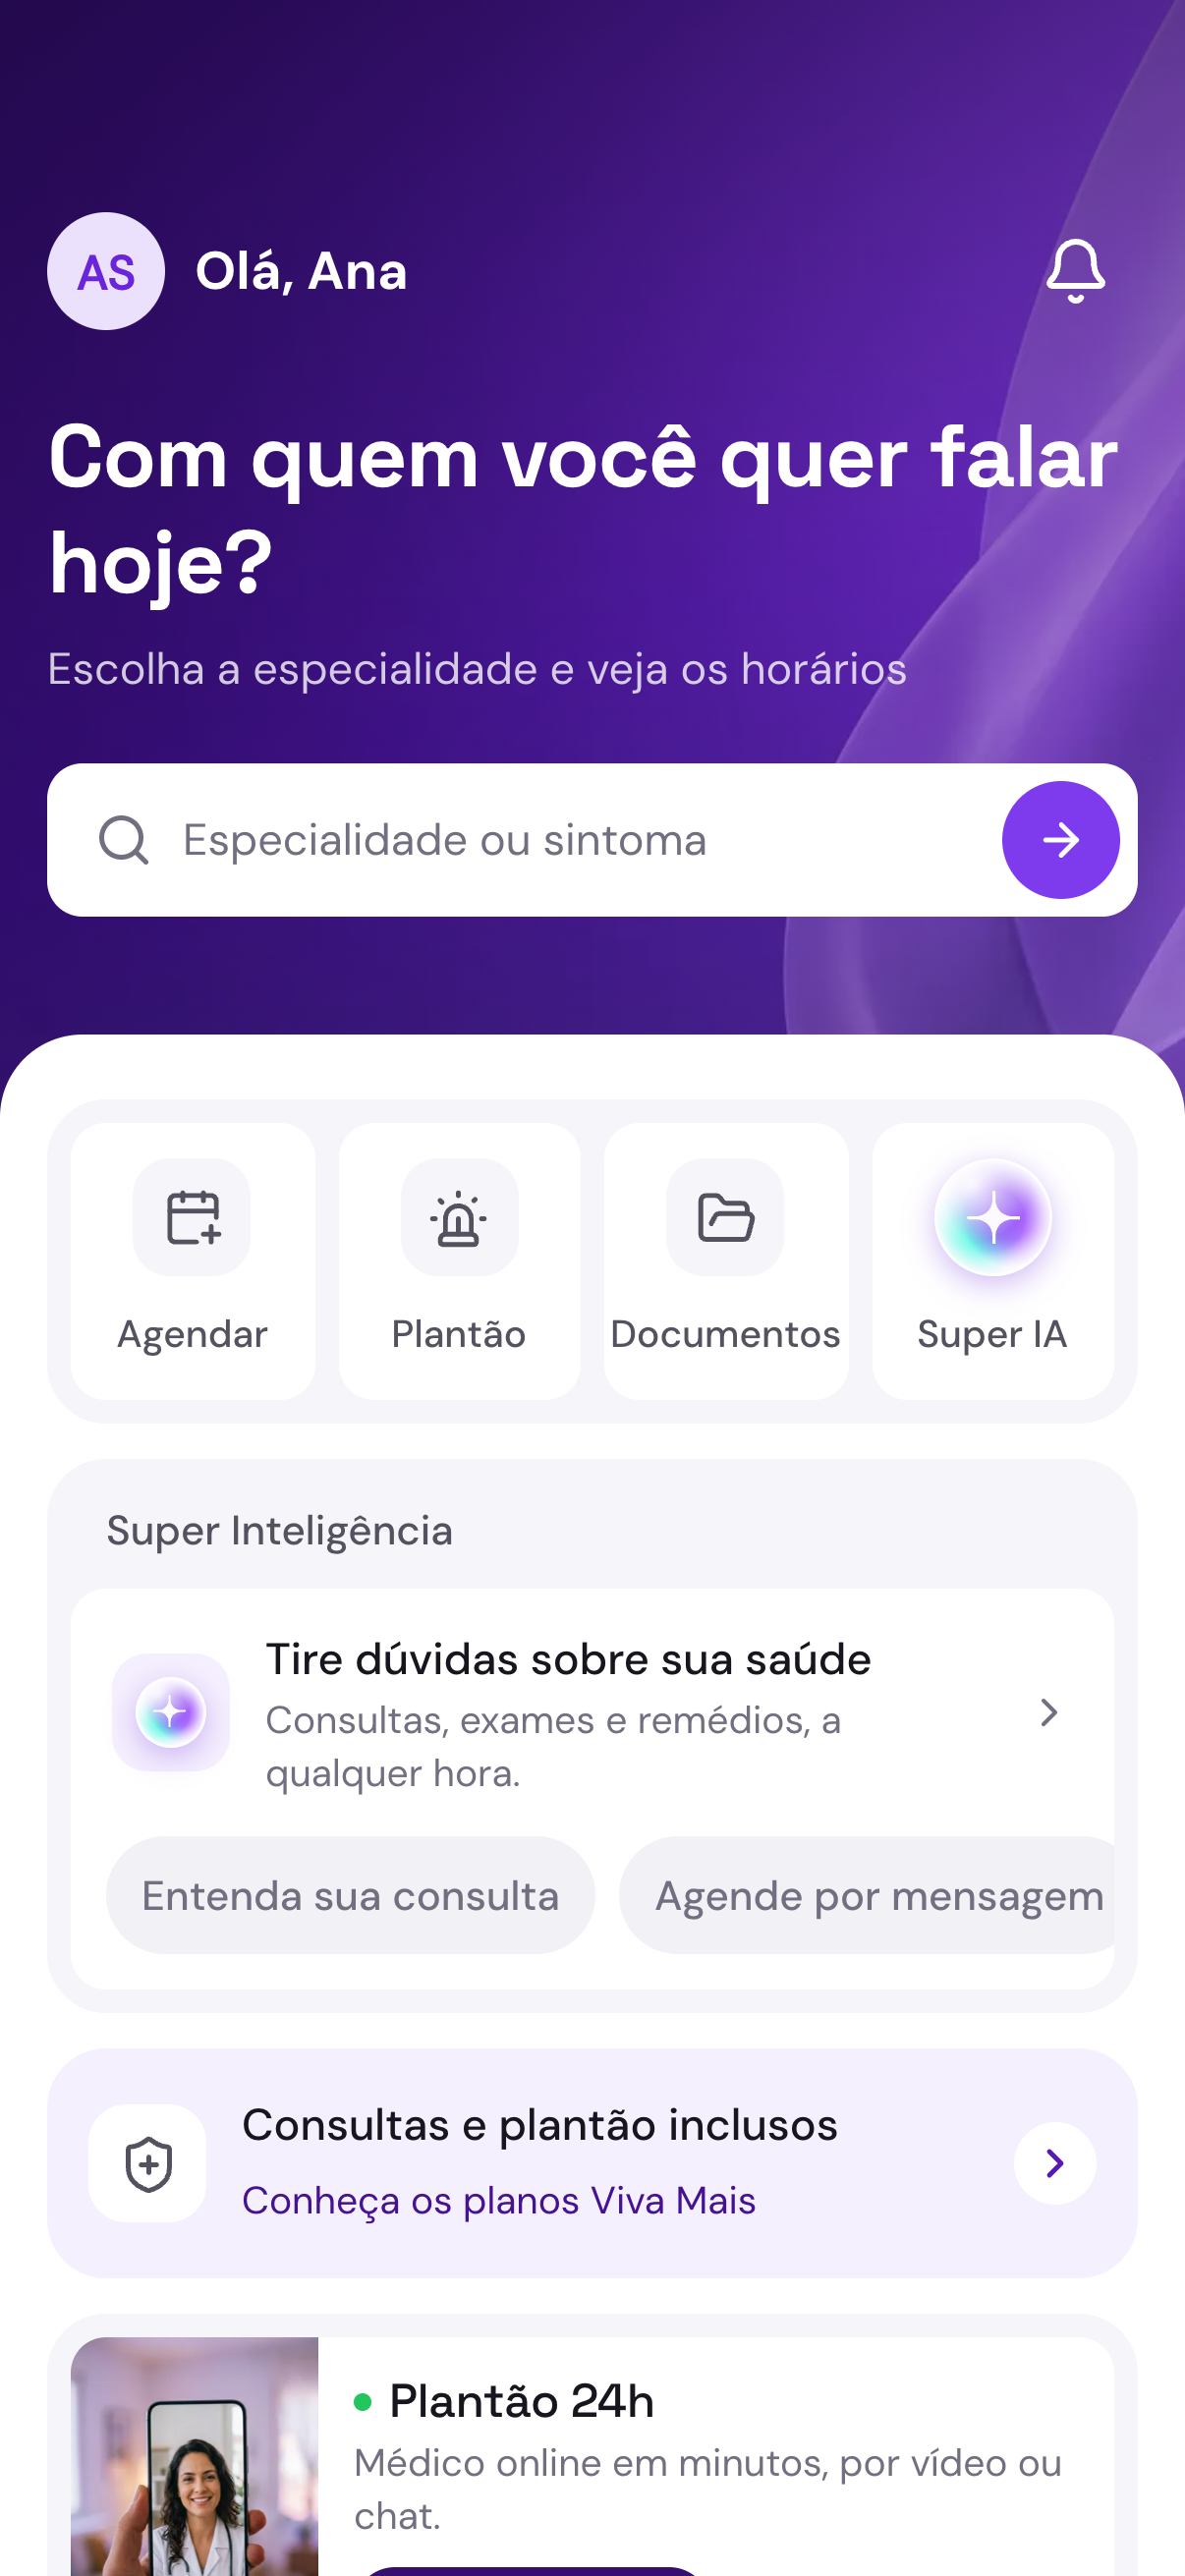 AS
Olá, Ana
Com quem você quer falar
hoje?
Escolha a especialidade e veja os horários
Especialidade ou sintoma
Agendar
Plantão
Documentos
Super IA
Super Inteligência
Tire dúvidas sobre sua saúde
Consultas, exames e remédios, a
qualquer hora.
Entenda sua consulta
Agende por mensagem
Consultas e plantão inclusos
Conheça os planos Viva Mais
Plantão 24h
Médico online em minutos, por vídeo ou
chat.